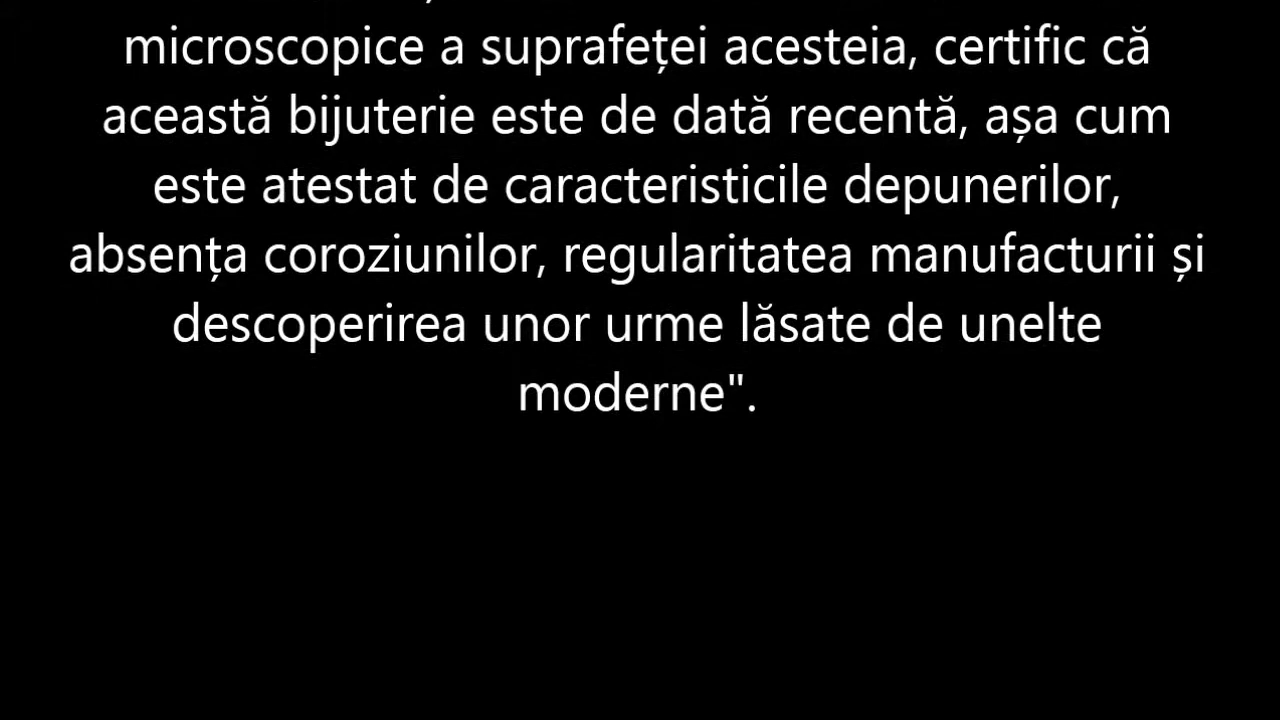 microscopice a suprafeței acesteia, certific că
această bijuterie este de dată recentă, așa cum
este atestat de caracteristicile depunerilor,
absența coroziunilor, regularitatea manufacturii și
descoperirea unor urme lăsate de unelte
moderne".